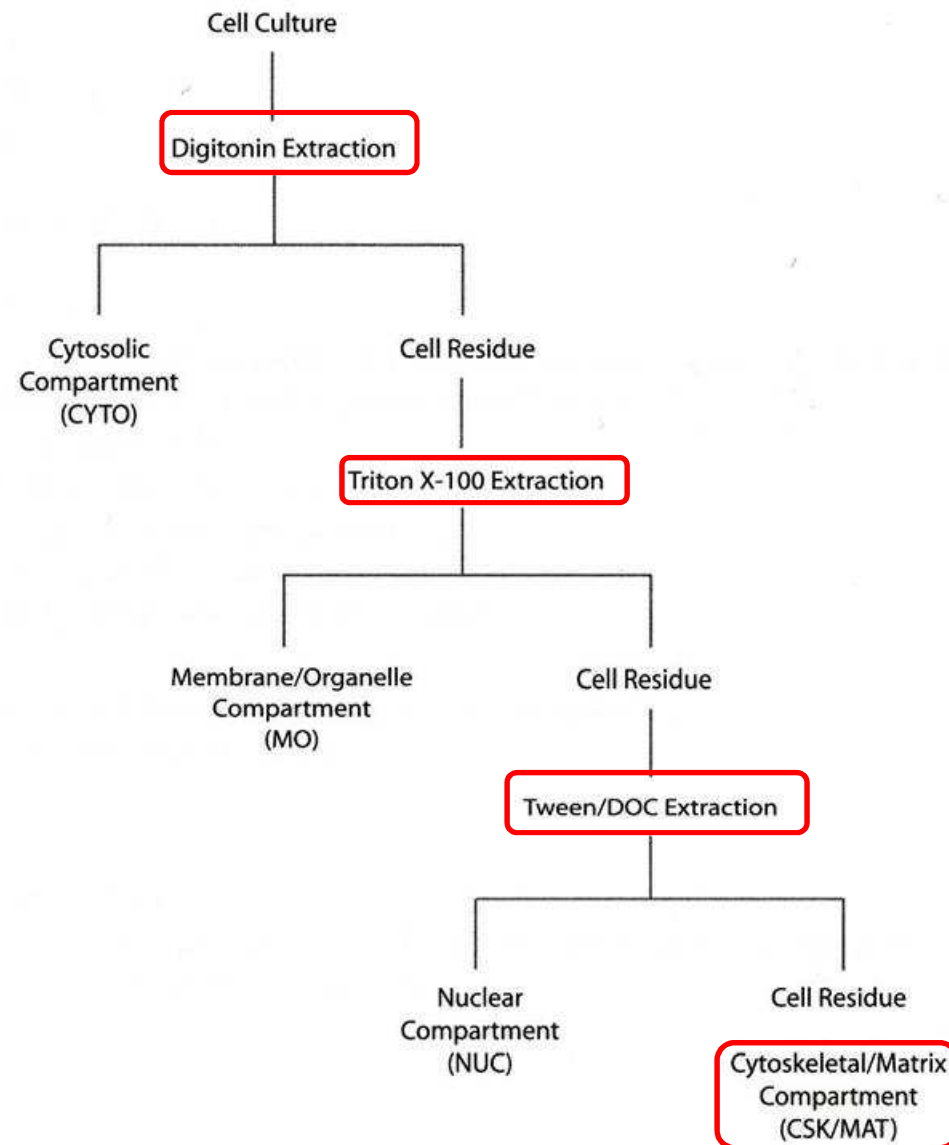 Cell Culture
Digitonin Extraction
Cytosolic
Compartment
(CYTO)
Cell Residue
Triton X-100 Extraction
Membrane/Organelle
Compartment
(MO)
Cell Residue
Tween/DOC Extraction
Nuclear
Compartment
(NUC)
Cell Residue
Cytoskeletal/Matrix
Compartment
(CSK/MAT)